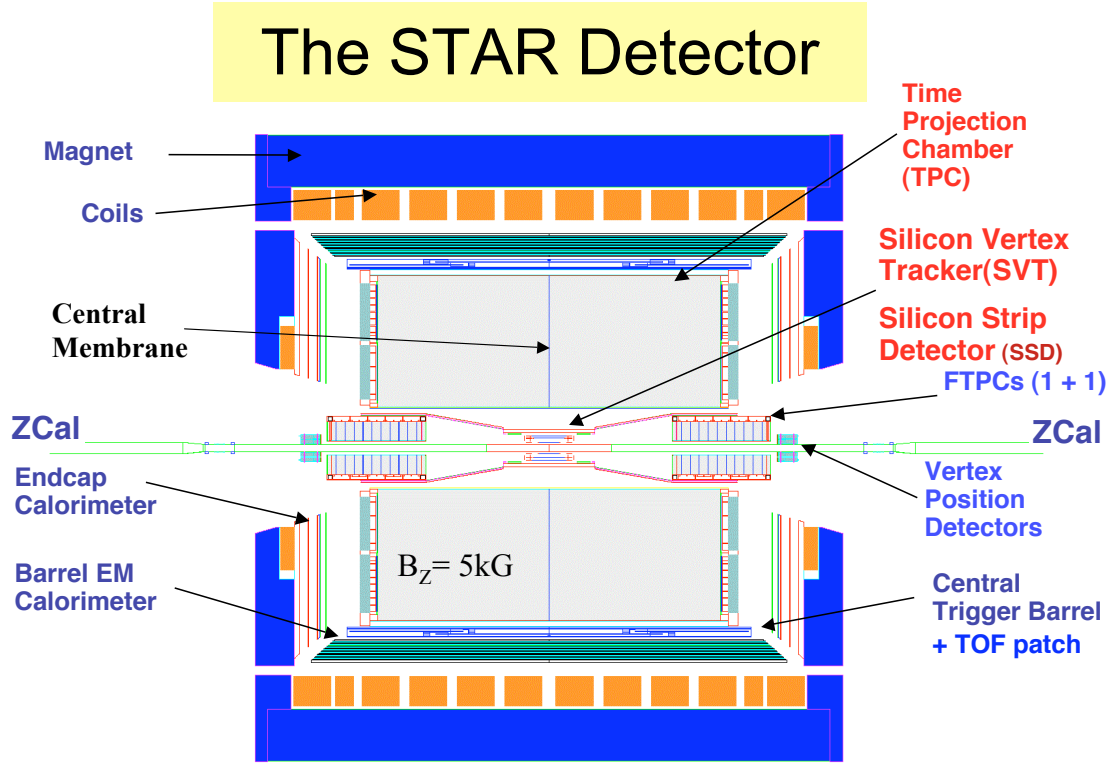 The STAR Detector
Time
Projection
Chamber
(TPC)
Magnet
Coils
Silicon Vertex
Tracker(SVT)
Central
Membrane
Silicon Strip
Detector (SSD)
FTPCs (1 + 1)
ZCal
ZCal
Endcap
Calorimeter
Vertex
Position
Detectors
B_Z= 5kG
Barrel EM
Calorimeter
Central
Trigger Barrel
+ TOF patch